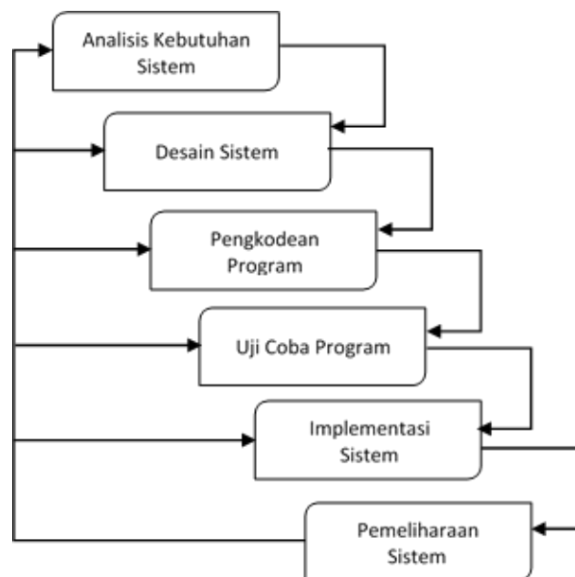 Analisis Kebutuhan
Sistem
Desain Sistem
Pengkodean
Program
Uji Coba Program
Implementasi
Sistem
Pemeliharaan
Sistem